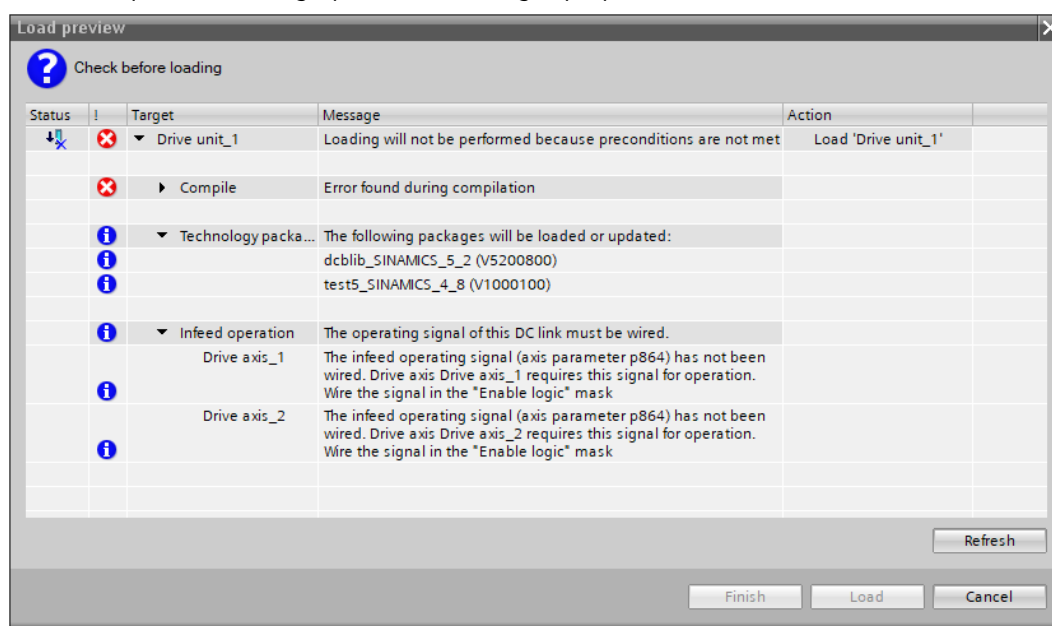 Load preview
Check before loading
Status ! Target Message Action
Drive unit_1 Loading will not be performed because preconditions are not met Load 'Drive unit_1'
Compile Error found during compilation
Technology packa... The following packages will be loaded or updated:
dcblib_SINAMICS_5_2 (V5200800)
test5_SINAMICS_4_8 (V1000100)
Infeed operation The operating signal of this DC link must be wired.
Drive axis_1 The infeed operating signal (axis parameter p864) has not been
wired. Drive axis Drive axis_1 requires this signal for operation.
Wire the signal in the "Enable logic" mask
Drive axis_2 The infeed operating signal (axis parameter p864) has not been
wired. Drive axis Drive axis_2 requires this signal for operation.
Wire the signal in the "Enable logic" mask
Refresh
Finish Load Cancel